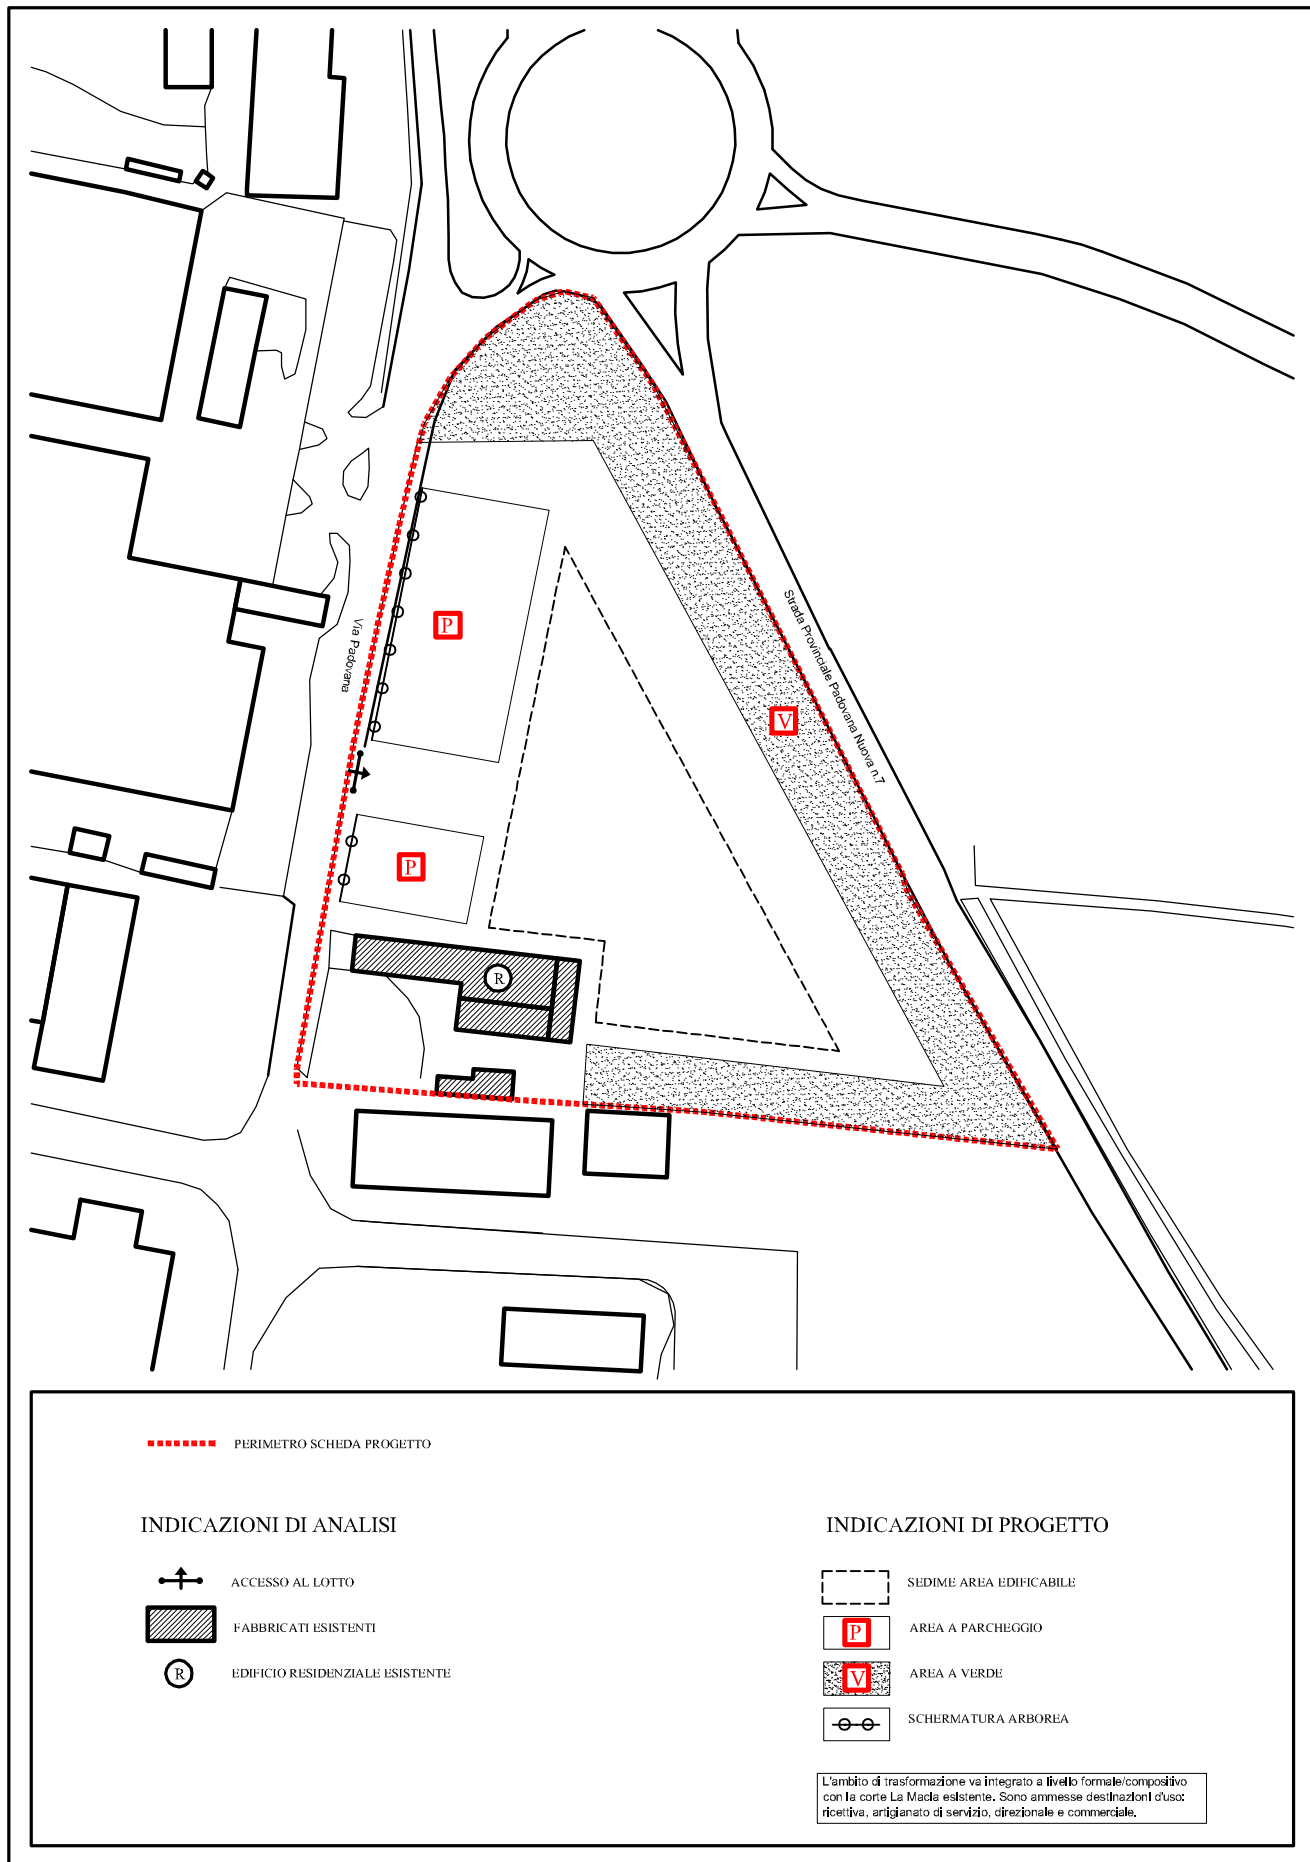 Via Padovana
Strada Provinciale Padovana Nuova n.7
P
V
P
R
PERIMETRO SCHEDA PROGETTO
INDICAZIONI DI ANALISI
ACCESSO AL LOTTO
FABBRICATI ESISTENTI
R
EDIFICIO RESIDENZIALE ESISTENTE
INDICAZIONI DI PROGETTO
SEDIME AREA EDIFICABILE
P
AREA A PARCHEGGIO
V
AREA A VERDE
SCHERMATURA ARBOREA
L'ambito di trasformazione va integrato a livello formale/compositivo
con la corte La Macia esistente. Sono ammesse destinazioni d'uso:
ricettiva, artigianato di servizio, direzionale e commerciale.